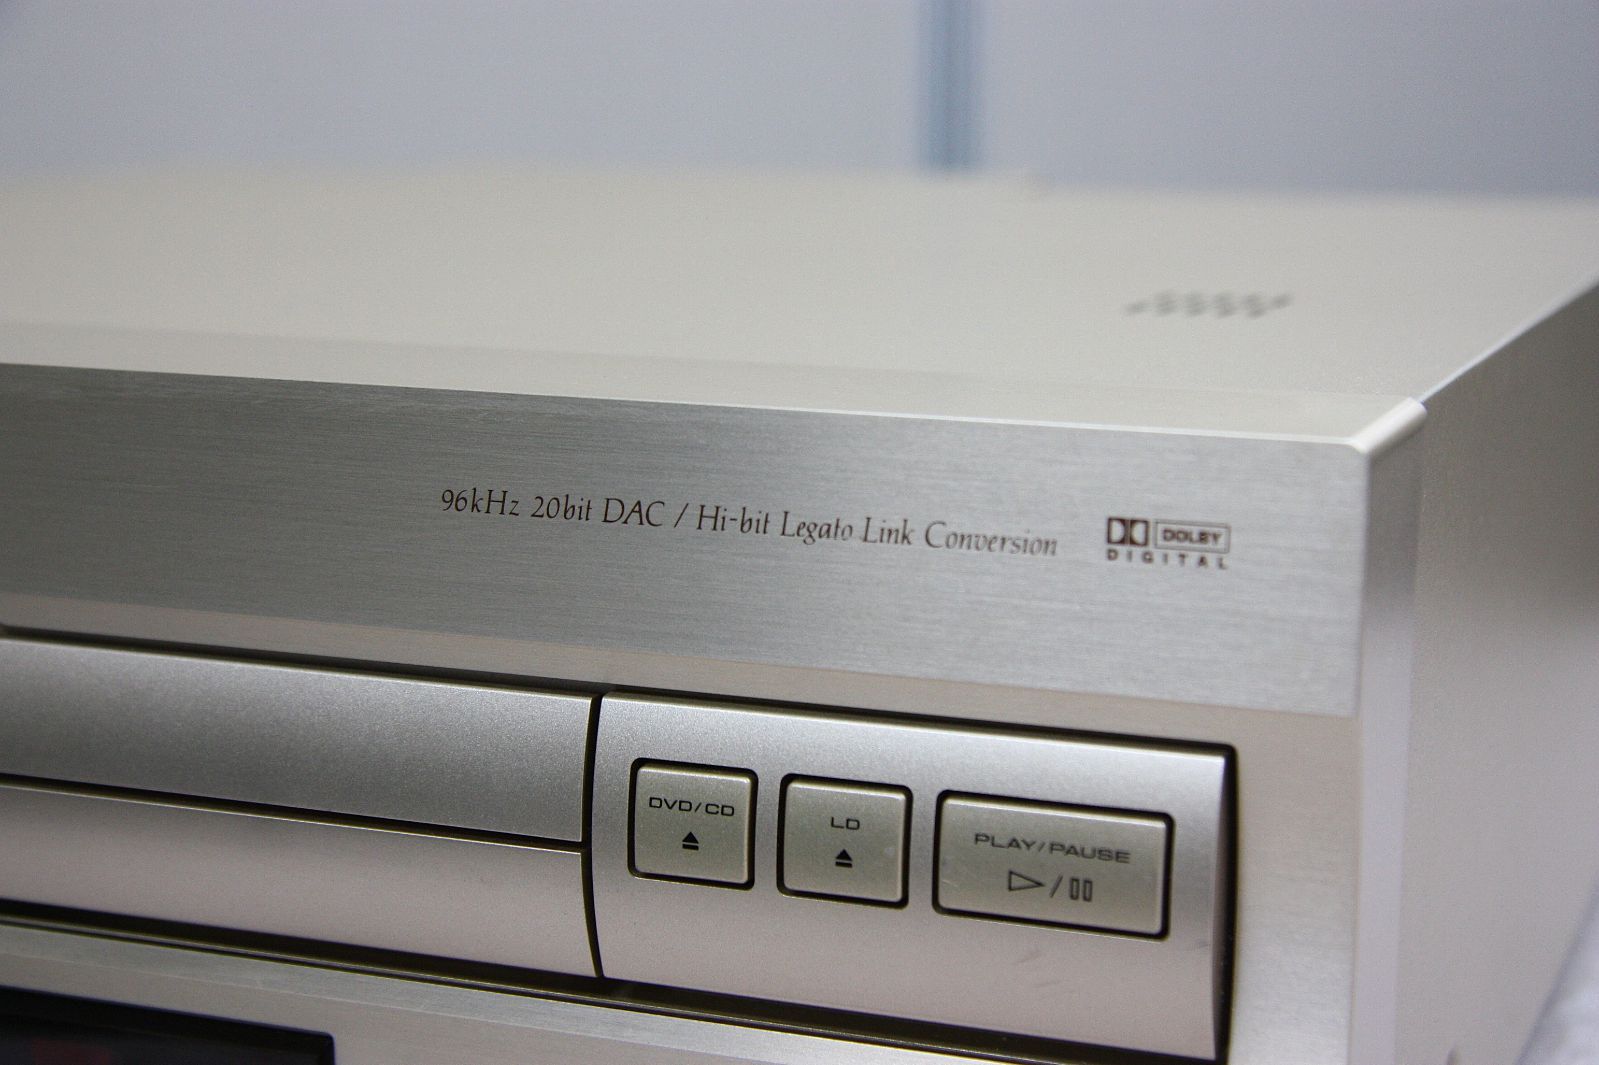 96kHz 20bit DAC / Hi-bit Legato Link Conversion
DOLBY
DIGITAL
DVD/CD
LD
PLAY/PAUSE